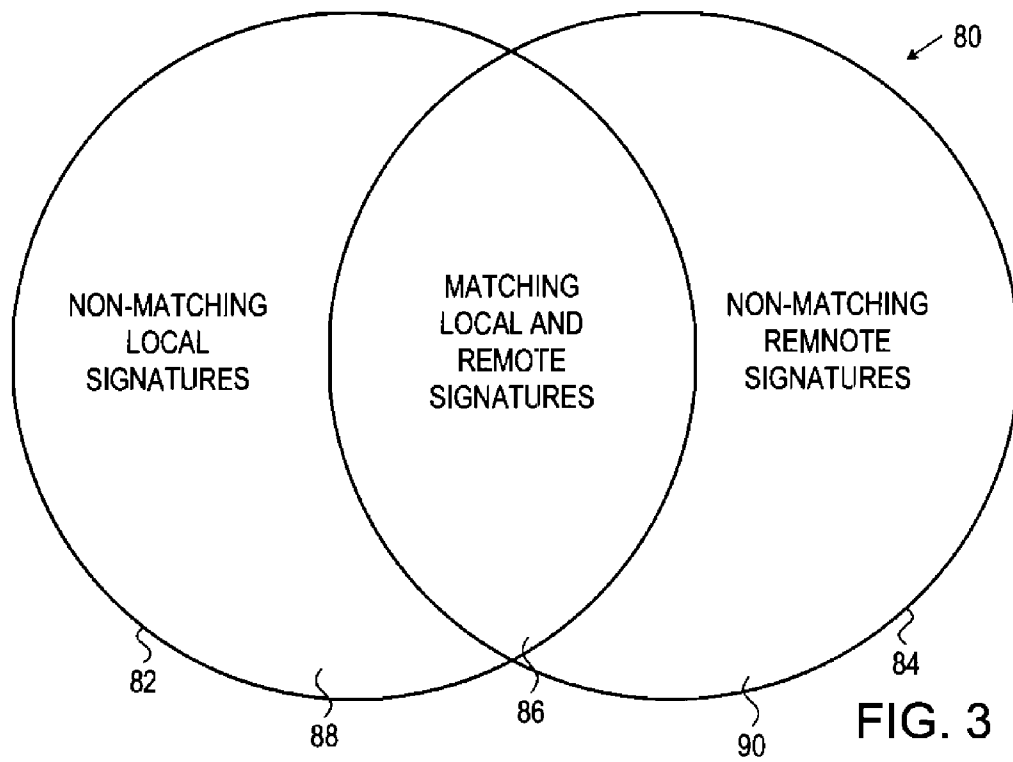 80
NON-MATCHING
LOCAL
SIGNATURES
MATCHING
LOCAL AND
REMOTE
SIGNATURES
NON-MATCHING
REMNOTE
SIGNATURES
82
88
86
90
84
FIG. 3